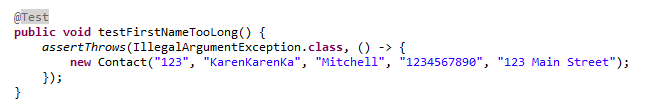 @Test
public void testFirstNameTooLong() {
    assertThrows(IllegalArgumentException.class, () -> {
        new Contact("123", "KarenKarenKa", "Mitchell", "1234567890", "123 Main Street");
    });
}